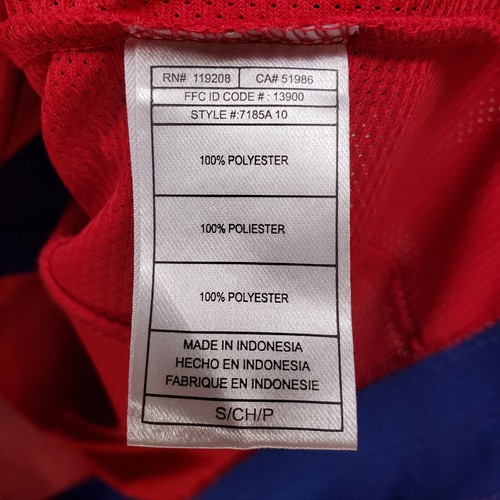 RN# 119208 CA# 51986
FFC ID CODE # : 13900
STYLE #:7185A 10
100% POLYESTER
100% POLIESTER
100% POLYESTER
MADE IN INDONESIA
HECHO EN INDONESIA
FABRIQUE EN INDONESIE
S/CH/P